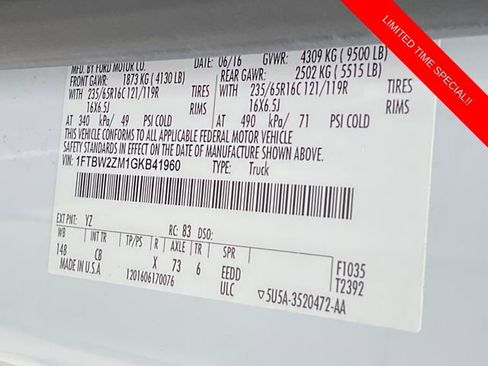 LIMITED TIME SPECIAL!!
MFD. BY FORD MOTOR CO.
06/16 GVWR: 4309 KG ( 9500 LB)
FRONT GAWR: 1873 KG ( 4130 LB) REAR GAWR: 2502 KG ( 5515 LB)
WITH 235/65R16C 121/119R TIRES WITH 235/65R16C 121/119R TIRES
16X6.5J RIMS 16X6.5J RIMS
AT 340 kPa/ 49 PSI COLD AT 490 kPa/ 71 PSI COLD
THIS VEHICLE CONFORMS TO ALL APPLICABLE FEDERAL MOTOR VEHICLE
SAFETY STANDARDS IN EFFECT ON THE DATE OF MANUFACTURE SHOWN ABOVE.
VIN: 1FTBW2ZM1GKB41960 TYPE: Truck
EXT PNT: YZ RC: 83 DSO:
WB INT TR TP/PS R AXLE TR SPR
148 CB X 73 6 EEDD F1035
MADE IN U.S.A 1201606170076 ULC T2392
5U5A-3520472-AA